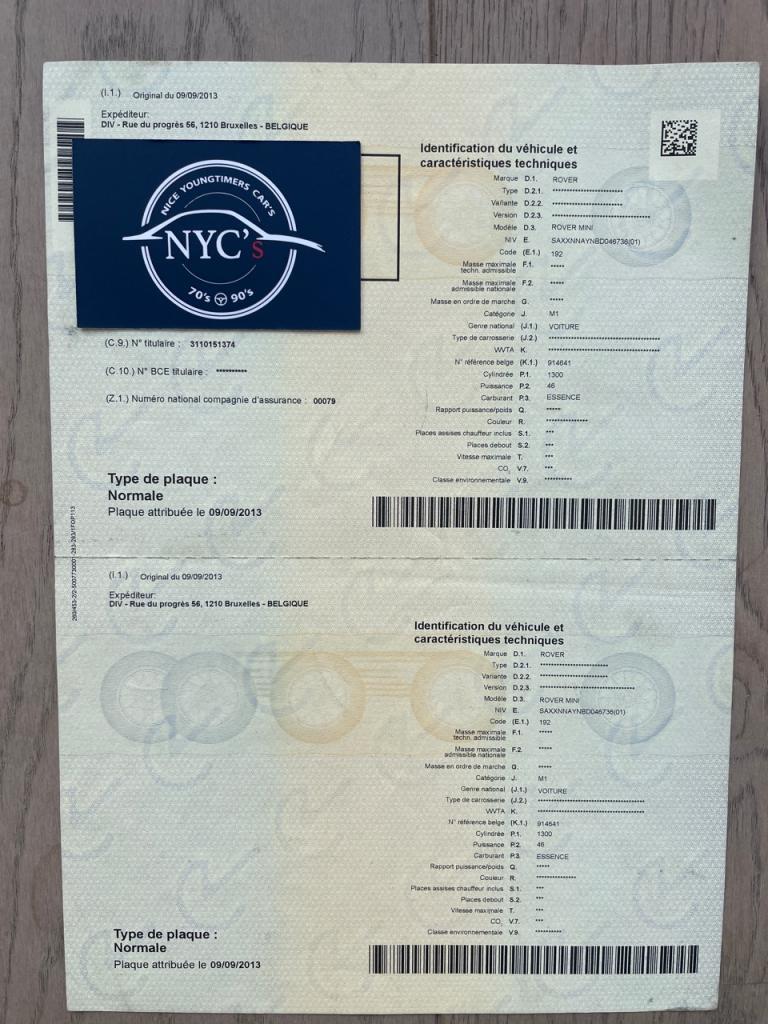 (I.1.) Original du 09/09/2013
Expéditeur:
DIV - Rue du progrès 56, 1210 Bruxelles - BELGIQUE
NICE YOUNGTIMERS CAR'S
NYC's
70's 90's
(C.9.) N° titulaire : 3110151374
(C.10.) N° BCE titulaire : **********
(Z.1.) Numéro national compagnie d'assurance : 00079
Type de plaque :
Normale
Plaque attribuée le 09/09/2013
Identification du véhicule et
caractéristiques techniques
Marque D.1. ROVER
Type D.2.1. *************************
Variante D.2.2. *************************
Version D.2.3. ***********************************
Modèle D.3. ROVER MINI
NIV E. SAXXNNAYNBD046736(01)
Code (E.1.) 192
Masse maximale
techn. admissible F.1. *****
Masse maximale
admissible nationale F.2. *****
Masse en ordre de marche G. *****
Catégorie J. M1
Genre national (J.1.) VOITURE
Type de carrosserie (J.2.) ****************************************
WVTA K. ****************************************
N° référence belge (K.1.) 914641
Cylindrée P.1. 1300
Puissance P.2. 46
Carburant P.3. ESSENCE
Rapport puissance/poids Q. *****
Couleur R. ***************
Places assises chauffeur inclus S.1. ***
Places debout S.2. ***
Vitesse maximale T. ***
CO₂ V.7. ***
Classe environnementale V.9. **********
(I.1.) Original du 09/09/2013
Expéditeur:
DIV - Rue du progrès 56, 1210 Bruxelles - BELGIQUE
Type de plaque :
Normale
Plaque attribuée le 09/09/2013
Identification du véhicule et
caractéristiques techniques
Marque D.1. ROVER
Type D.2.1. *************************
Variante D.2.2. *************************
Version D.2.3. ***********************************
Modèle D.3. ROVER MINI
NIV E. SAXXNNAYNBD046736(01)
Code (E.1.) 192
Masse maximale
techn. admissible F.1. *****
Masse maximale
admissible nationale F.2. *****
Masse en ordre de marche G. *****
Catégorie J. M1
Genre national (J.1.) VOITURE
Type de carrosserie (J.2.) ****************************************
WVTA K. ****************************************
N° référence belge (K.1.) 914641
Cylindrée P.1. 1300
Puissance P.2. 46
Carburant P.3. ESSENCE
Rapport puissance/poids Q. *****
Couleur R. ***************
Places assises chauffeur inclus S.1. ***
Places debout S.2. ***
Vitesse maximale T. ***
CO₂ V.7. ***
Classe environnementale V.9. **********